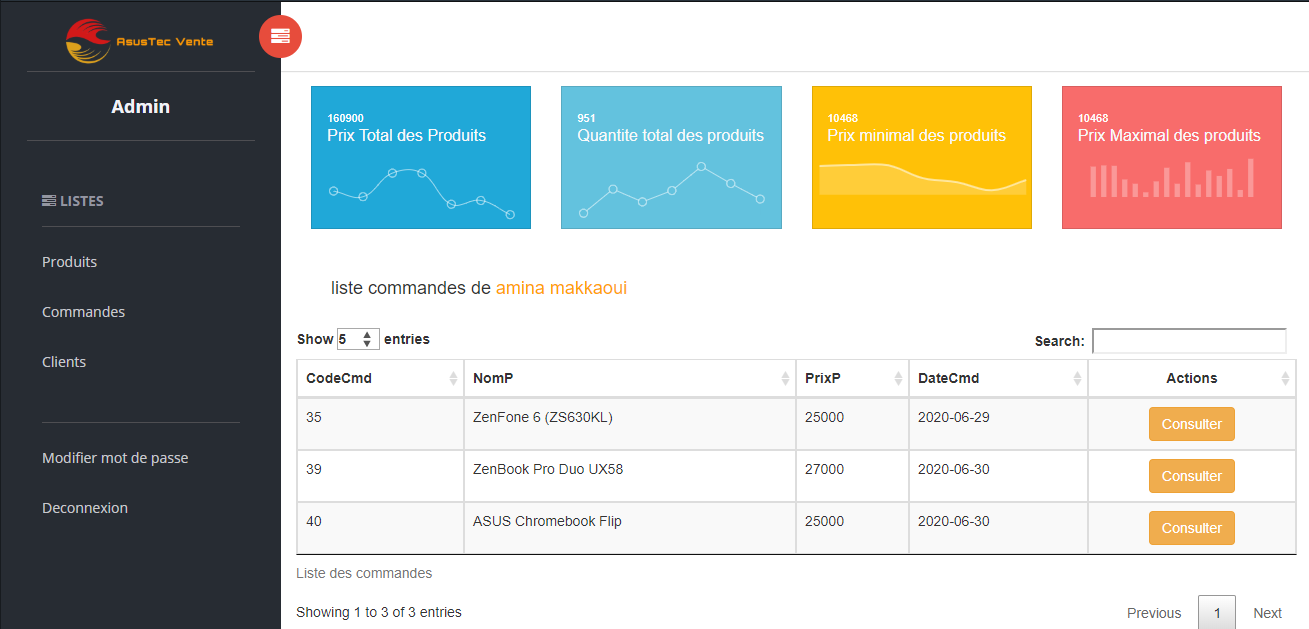 AsusTec Vente
Admin
LISTES
Produits
Commandes
Clients
Modifier mot de passe
Deconnexion
160900
Prix Total des Produits
951
Quantite total des produits
10468
Prix minimal des produits
10468
Prix Maximal des produits
liste commandes de amina makkaoui
Show 5 entries
Search:
CodeCmd NomP PrixP DateCmd Actions
35 ZenFone 6 (ZS630KL) 25000 2020-06-29 Consulter
39 ZenBook Pro Duo UX58 27000 2020-06-30 Consulter
40 ASUS Chromebook Flip 25000 2020-06-30 Consulter
Liste des commandes
Showing 1 to 3 of 3 entries
Previous 1 Next